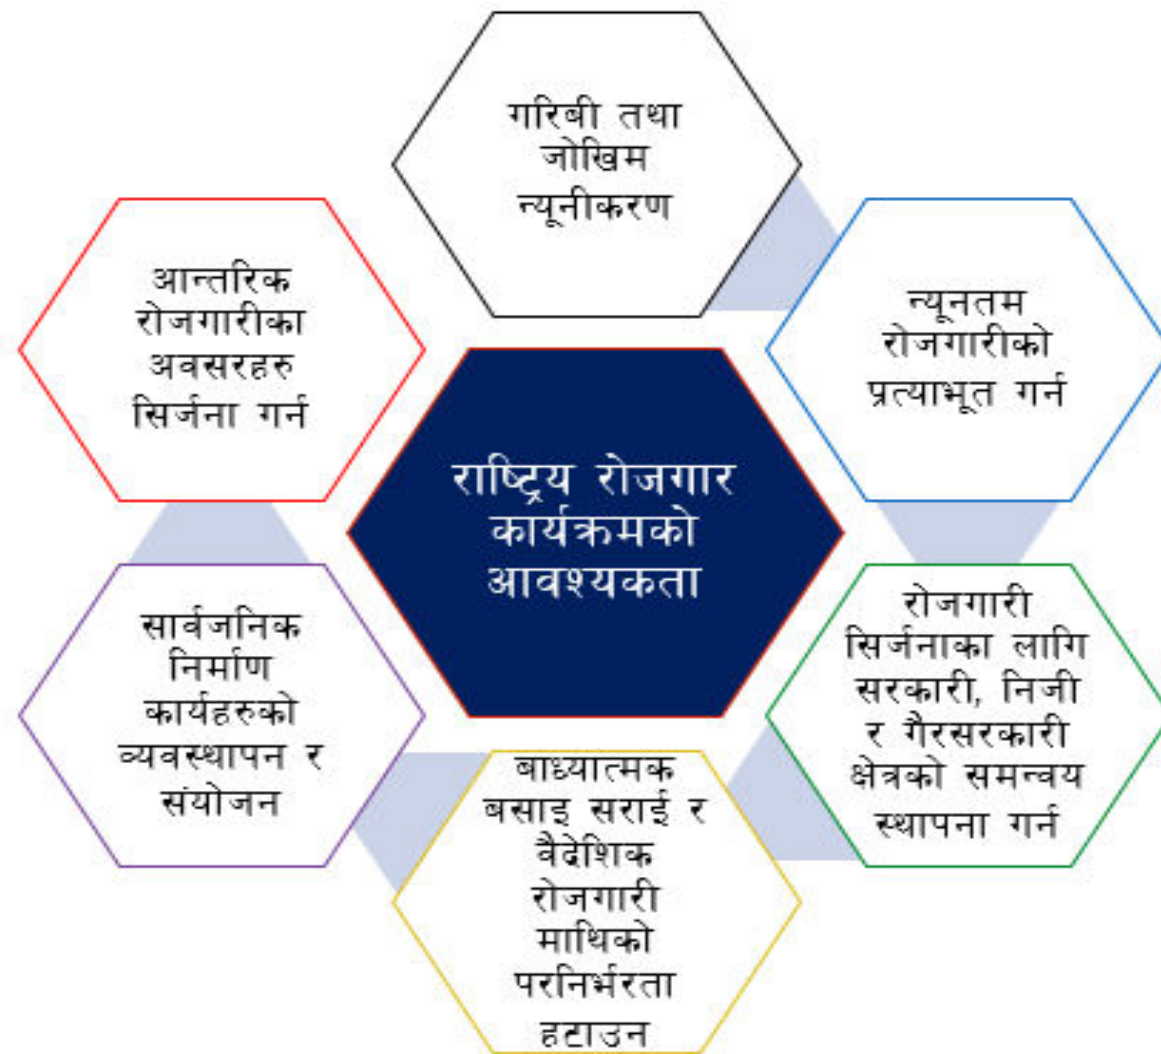 गरिबी तथा
जोखिम
न्यूनीकरण
न्यूनतम
रोजगारीको
प्रत्याभूत गर्न
रोजगारी
सिर्जनाका लागि
सरकारी, निजी
र गैरसरकारी
क्षेत्रको समन्वय
स्थापना गर्न
बाध्यात्मक
बसाइ सराई र
वैदेशिक
रोजगारी
माथिको
परनिर्भरता
हटाउन
सार्वजनिक
निर्माण
कार्यहरुको
व्यवस्थापन र
संयोजन
आन्तरिक
रोजगारीका
अवसरहरु
सिर्जना गर्न
राष्ट्रिय रोजगार
कार्यक्रमको
आवश्यकता